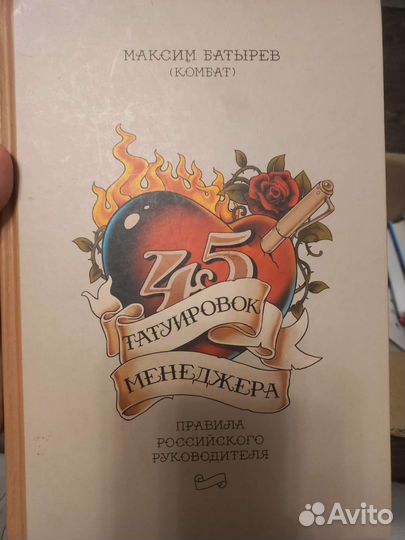 МАКСИМ БАТЫРЕВ
(КОМБАТ)
45
ТАТУИРОВОК
МЕНЕДЖЕРА
ПРАВИЛА
РОССИЙСКОГО
РУКОВОДИТЕЛЯ
Avito